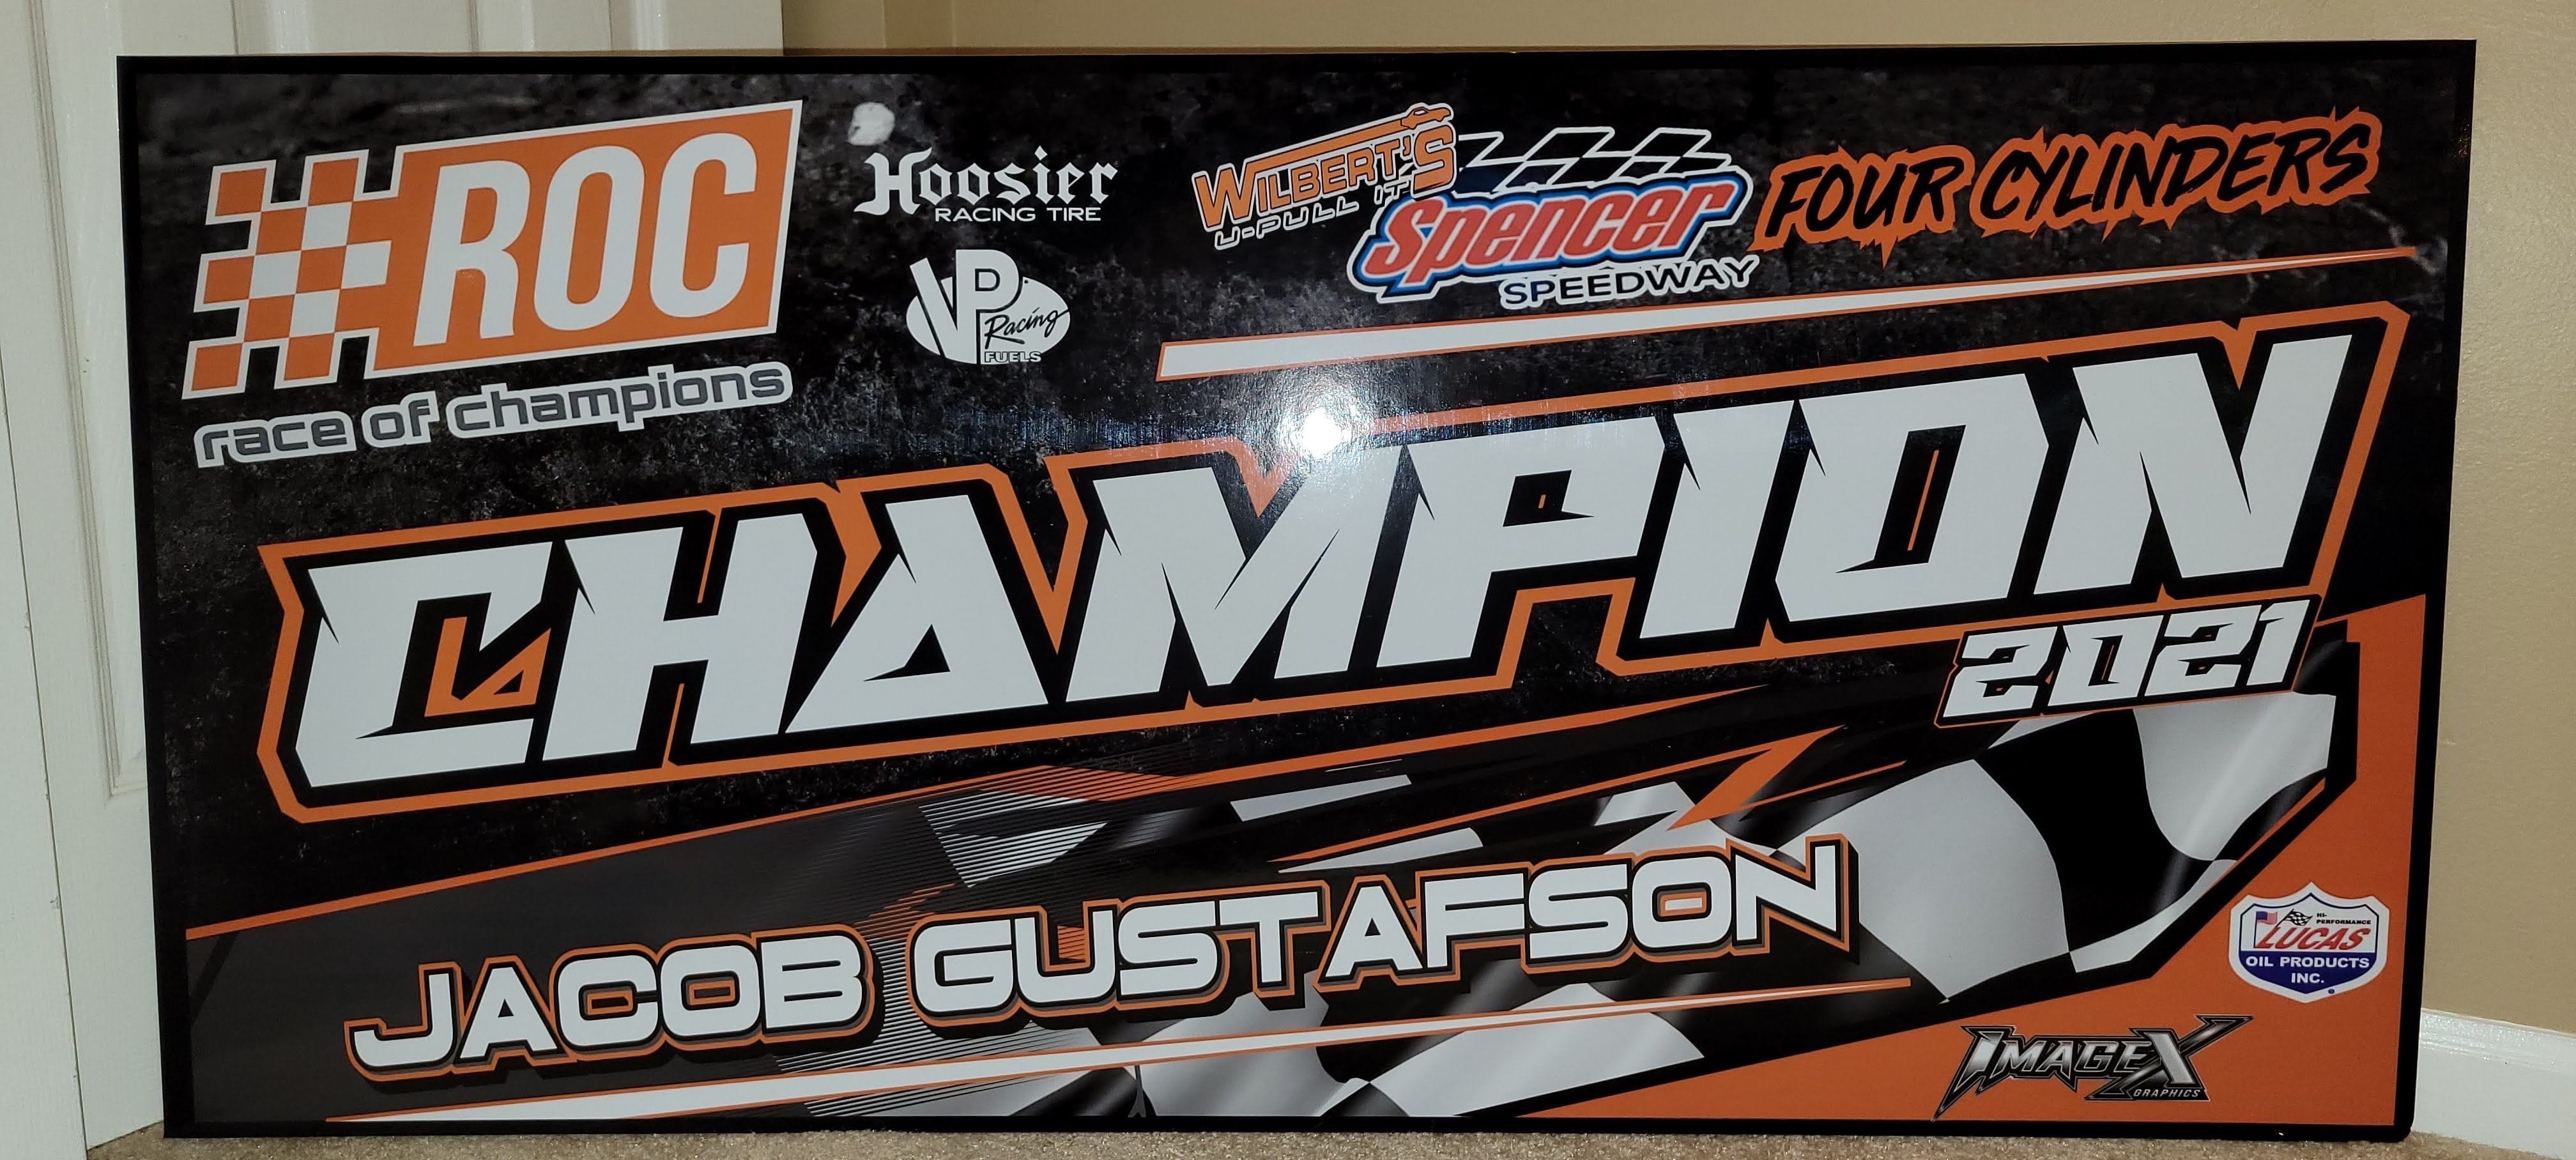 ROC
race of champions
Hoosier
RACING TIRE
VP
Racing
FUELS
WILBERT'S
U-PULL IT
Spencer
SPEEDWAY
FOUR CYLINDERS
CHAMPION
2021
JACOB GUSTAFSON
HI-PERFORMANCE
LUCAS
OIL PRODUCTS
INC.
IMAGEX
GRAPHICS